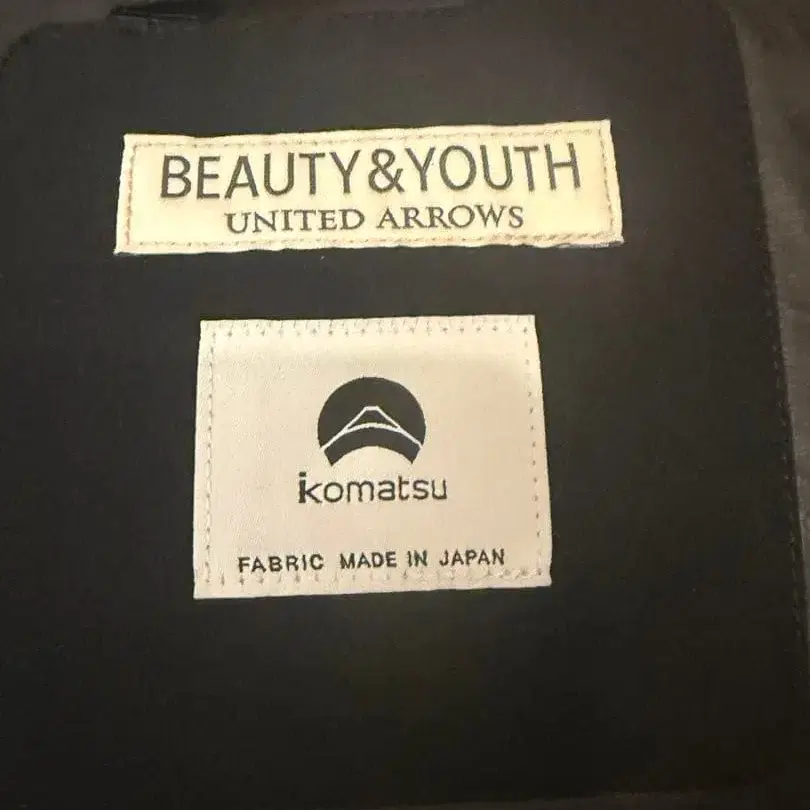 BEAUTY&YOUTH
UNITED ARROWS
komatsu
FABRIC MADE IN JAPAN